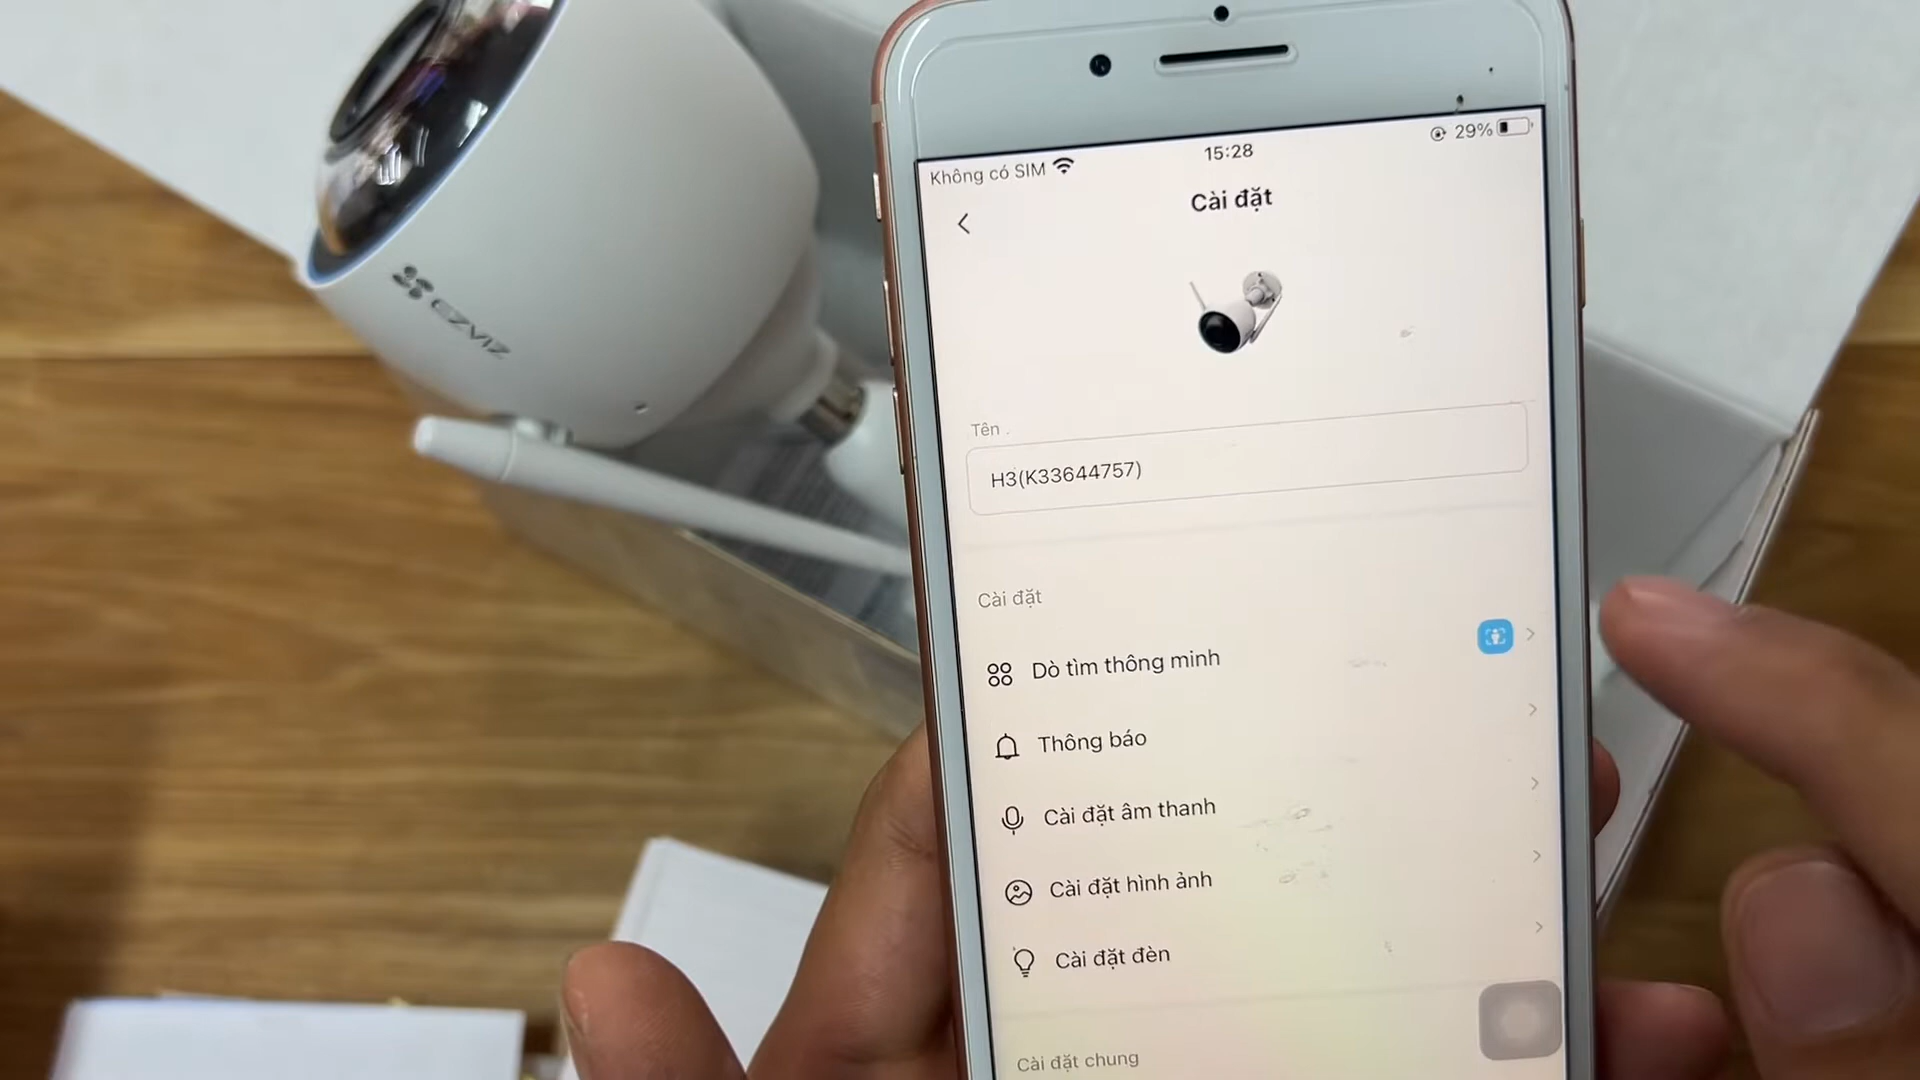 EZVIZ
Không có SIM
15:28
29%
Cài đặt
Tên
H3(K33644757)
Cài đặt
Dò tìm thông minh
Thông báo
Cài đặt âm thanh
Cài đặt hình ảnh
Cài đặt đèn
Cài đặt chung